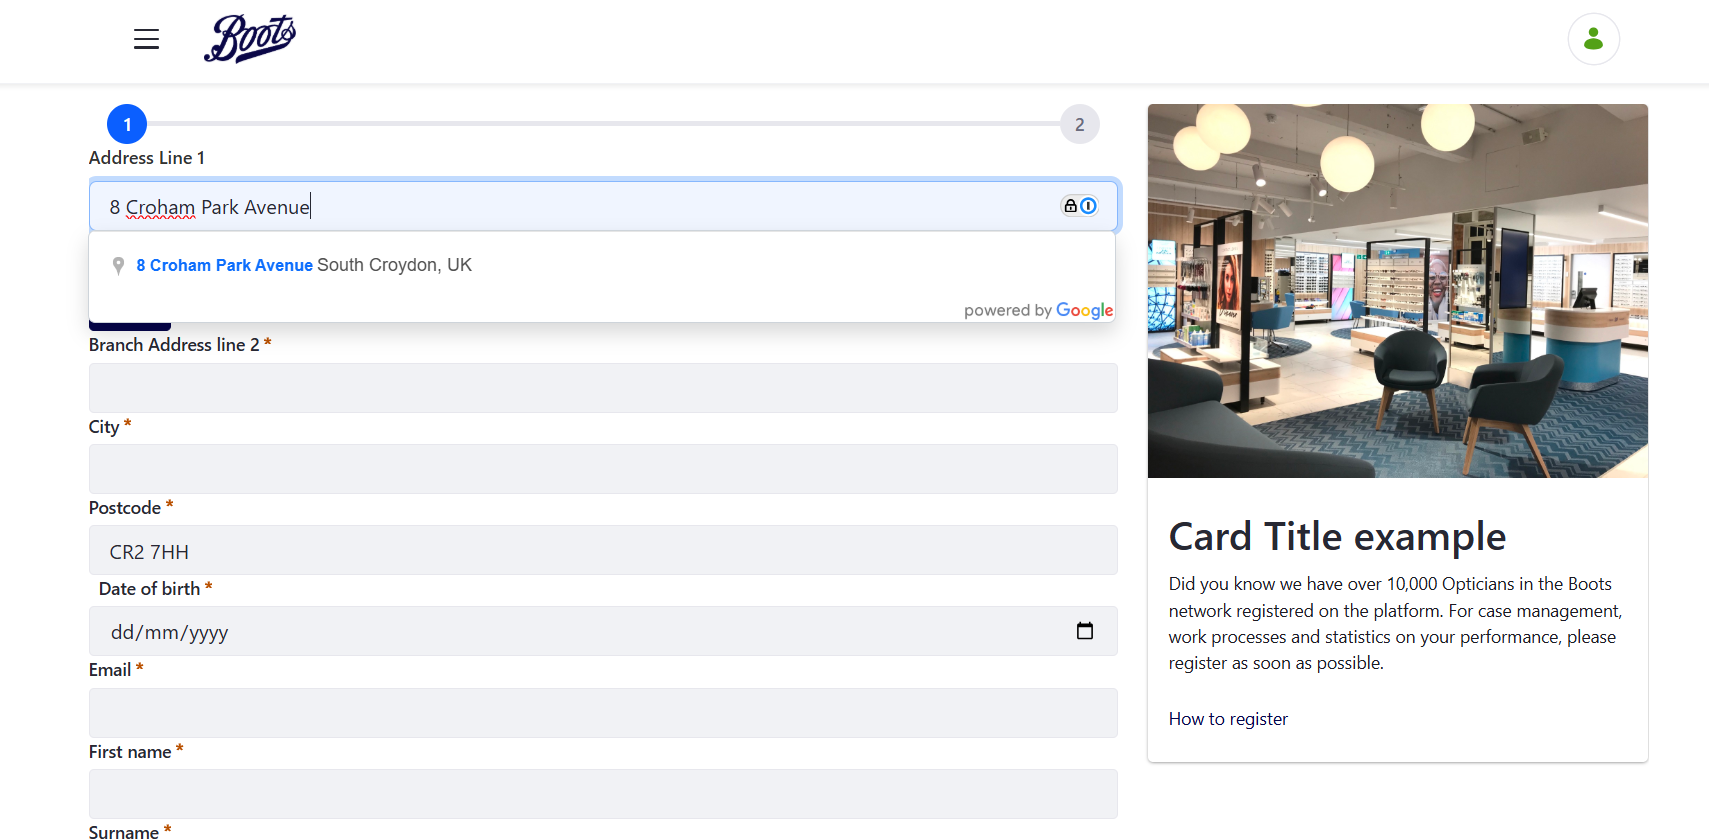 Boots
1
2
Address Line 1
8 Croham Park Avenue
8 Croham Park Avenue South Croydon, UK
powered by Google
Branch Address line 2 *
City *
Postcode *
CR2 7HH
Date of birth *
dd/mm/yyyy
Email *
First name *
Surname *
Card Title example
Did you know we have over 10,000 Opticians in the Boots
network registered on the platform. For case management,
work processes and statistics on your performance, please
register as soon as possible.
How to register